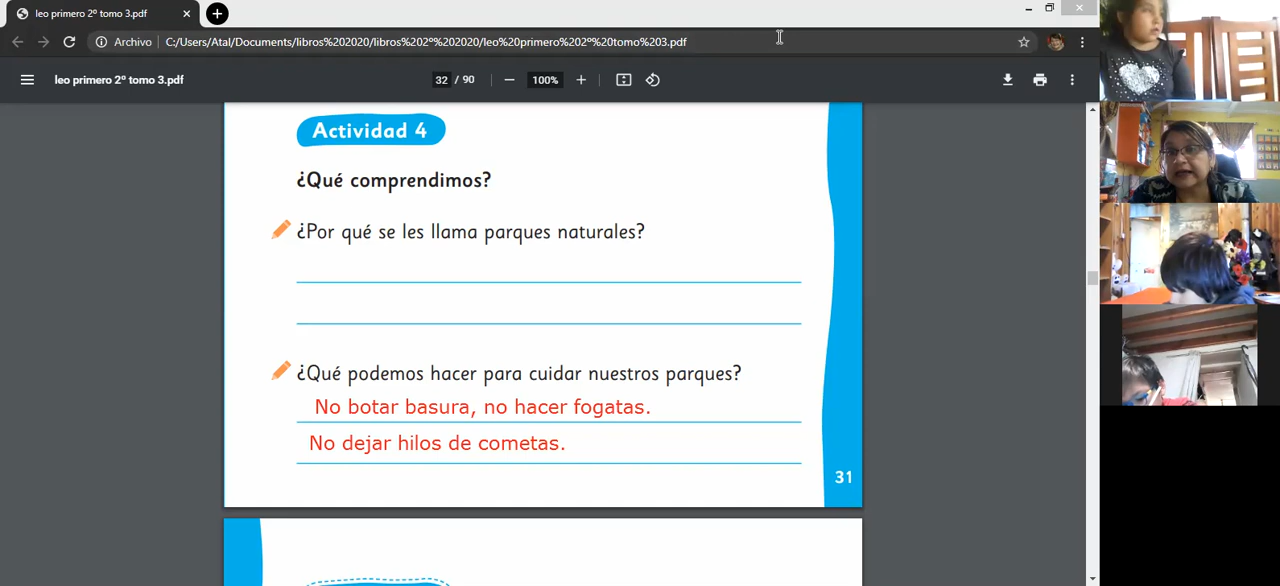 leo primero 2º tomo 3.pdf
Archivo
C:/Users/Atal/Documents/libros%202020/libros%202º%202020/leo%20primero%202º%20tomo%203.pdf
leo primero 2º tomo 3.pdf
32 / 90
100%
Actividad 4
¿Qué comprendimos?
¿Por qué se les llama parques naturales?
¿Qué podemos hacer para cuidar nuestros parques?
No botar basura, no hacer fogatas.
No dejar hilos de cometas.
31